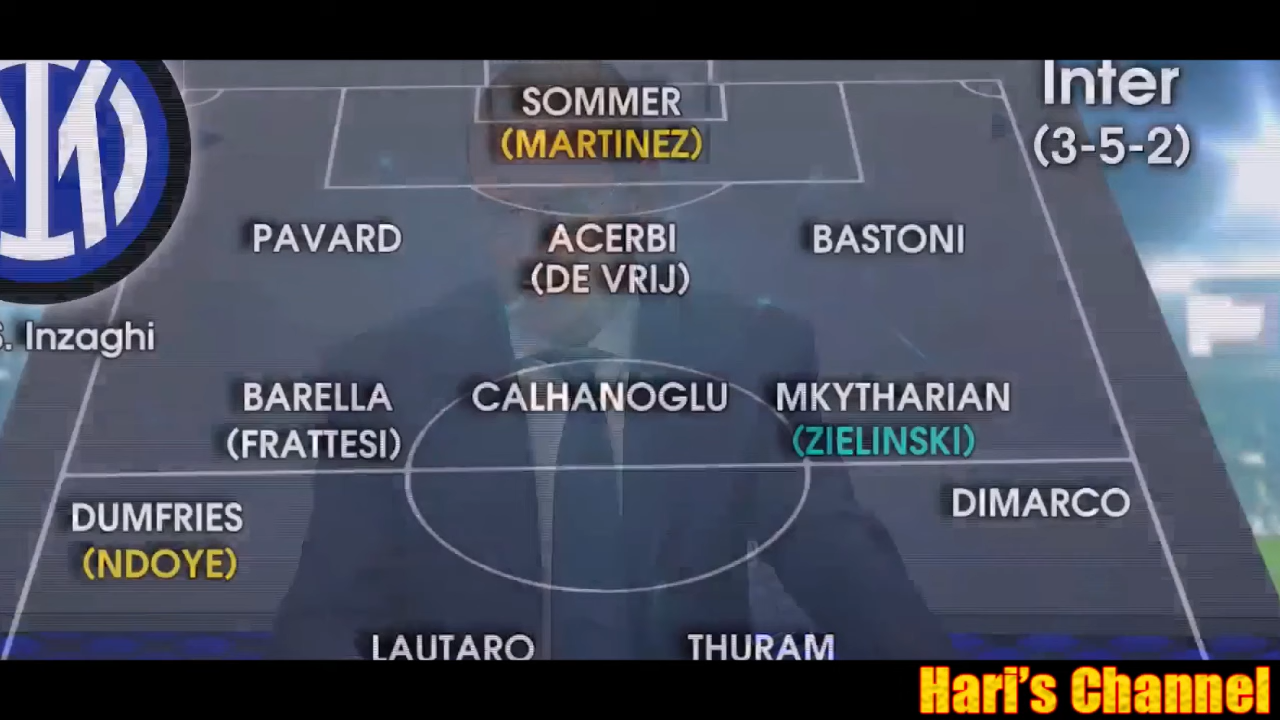 Inter
(3-5-2)
SOMMER
(MARTINEZ)
PAVARD
ACERBI
(DE VRIJ)
BASTONI
S. Inzaghi
BARELLA
(FRATTESI)
CALHANOGLU
MKYTHARIAN
(ZIELINSKI)
DUMFRIES
(NDOYE)
DIMARCO
LAUTARO
THURAM
Hari's Channel